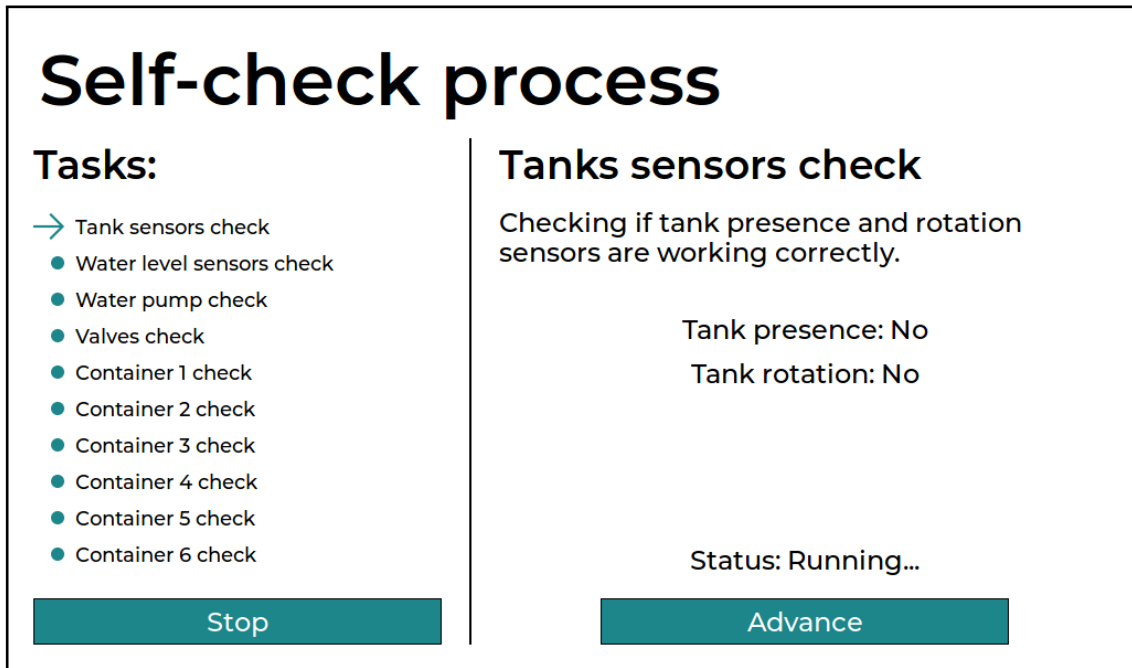 Self-check process
Tasks:
Tank sensors check
Water level sensors check
Water pump check
Valves check
Container 1 check
Container 2 check
Container 3 check
Container 4 check
Container 5 check
Container 6 check
Stop
Tanks sensors check
Checking if tank presence and rotation
sensors are working correctly.
Tank presence: No
Tank rotation: No
Status: Running...
Advance